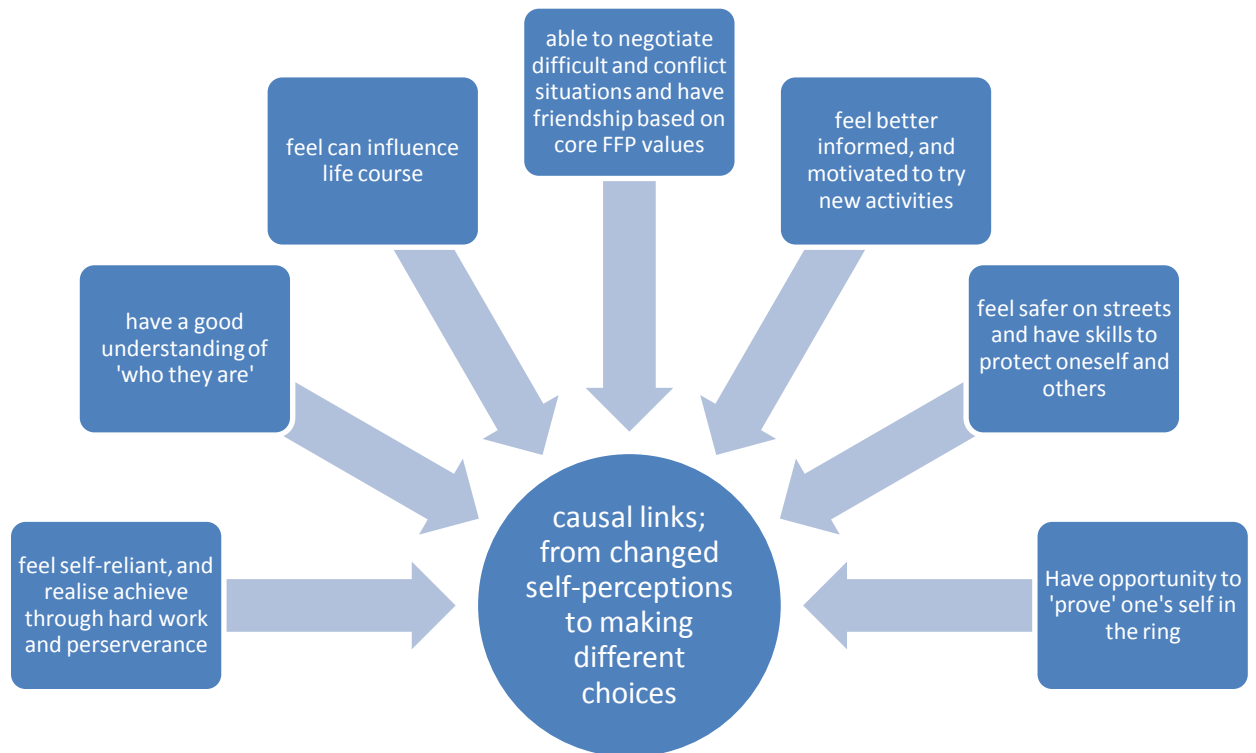 able to negotiate
difficult and conflict
situations and have
friendship based on
core FFP values
feel can influence
life course
feel better
informed, and
motivated to try
new activities
have a good
understanding of
'who they are'
feel safer on streets
and have skills to
protect oneself and
others
feel self-reliant, and
realise achieve
through hard work
and perserverance
causal links;
from changed
self-perceptions
to making
different
choices
Have opportunity to
'prove' one's self in
the ring